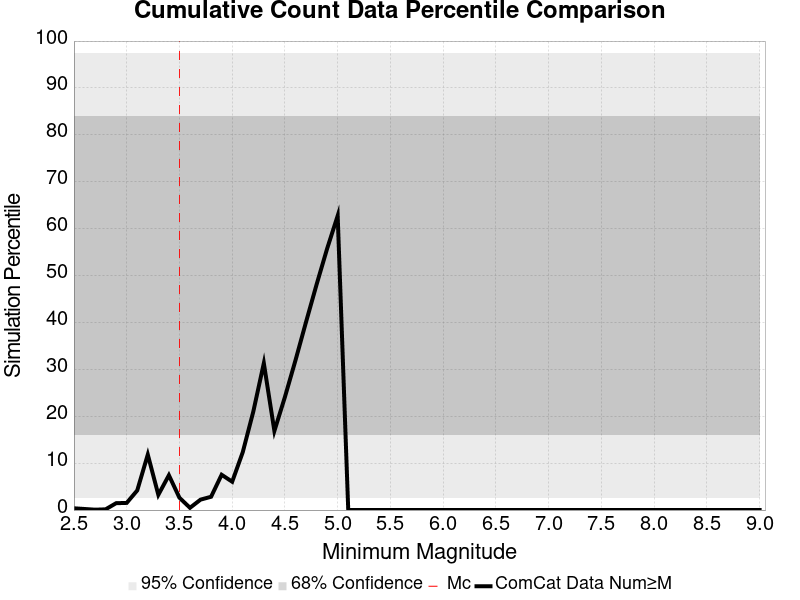 Cumulative Count Data Percentile Comparison
100
90
80
70
60
50
40
30
20
10
0
Simulation Percentile
2.5 3.0 3.5 4.0 4.5 5.0 5.5 6.0 6.5 7.0 7.5 8.0 8.5 9.0
Minimum Magnitude
95% Confidence 68% Confidence Mc ComCat Data Num≥M